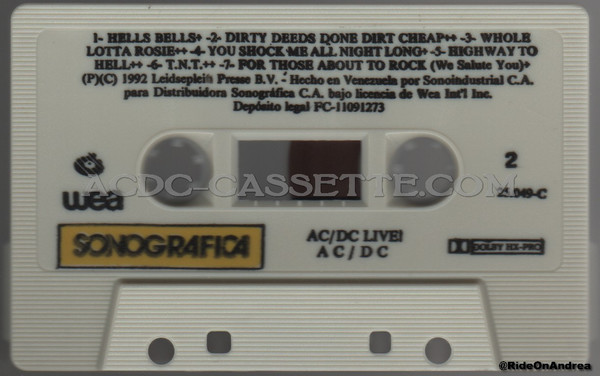 1- HELLS BELLS+ -2- DIRTY DEEDS DONE DIRT CHEAP++ -3- WHOLE
LOTTA ROSIE++ -4- YOU SHOCK ME ALL NIGHT LONG+ -5- HIGHWAY TO
HELL++ -6- T.N.T.++ -7- FOR THOSE ABOUT TO ROCK (We Salute You)+
(P)(C) 1992 Leidseplein Presse B.V. - Hecho en Venezuela por Sonoindustrial C.A.
para Distribuidora Sonográfica C.A. bajo licencia de Wea Int'l Inc.
Depósito legal FC-11091273
2
ACDC-CASSETTE.COM
wea
049-C
SONOGRAFICA
AC/DC LIVE!
AC/DC
DOLBY HX-PRO
@RideOnAndrea